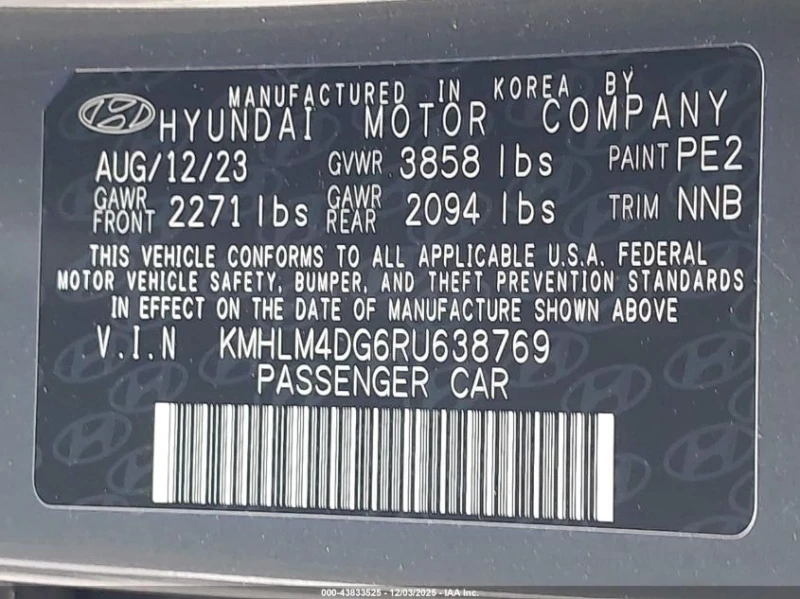 MANUFACTURED IN KOREA BY
HYUNDAI MOTOR COMPANY
AUG/12/23 GVWR 3858 lbs PAINT PE2
GAWR FRONT 2271 lbs GAWR REAR 2094 lbs TRIM NNB
THIS VEHICLE CONFORMS TO ALL APPLICABLE U.S.A. FEDERAL
MOTOR VEHICLE SAFETY, BUMPER, AND THEFT PREVENTION STANDARDS
IN EFFECT ON THE DATE OF MANUFACTURE SHOWN ABOVE
V.I.N KMHLM4DG6RU638769
PASSENGER CAR
000-43833525 - 12/03/2025 - IAA Inc.